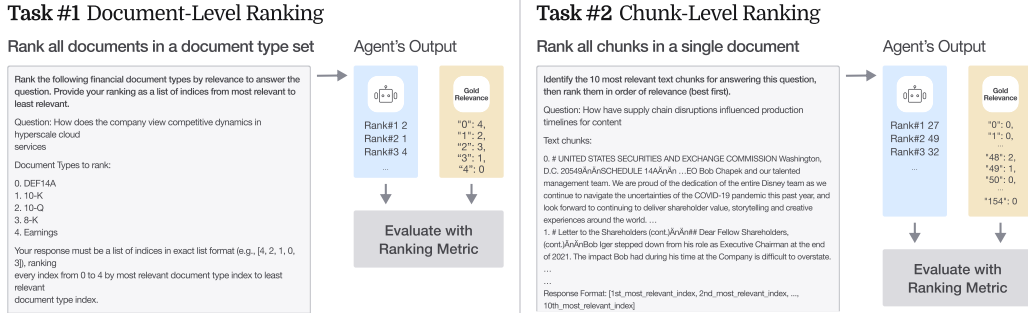 Task #1 Document-Level Ranking
Rank all documents in a document type set
Agent's Output
Rank the following financial document types by relevance to answer the
question. Provide your ranking as a list of indices from most relevant to
least relevant.
Question: How does the company view competitive dynamics in
hyperscale cloud
services
Document Types to rank:
0. DEF14A
1. 10-K
2. 10-Q
3. 8-K
4. Earnings
Your response must be a list of indices in exact list format (e.g., [4, 2, 1, 0,
3]), ranking
every index from 0 to 4 by most relevant document type index to least
relevant
document type index.
Rank#1 2
Rank#2 1
Rank#3 4
...
Gold
Relevance
"0": 4,
"1": 2,
"2": 3,
"3": 1,
"4": 0
Evaluate with
Ranking Metric
Task #2 Chunk-Level Ranking
Rank all chunks in a single document
Agent's Output
Identify the 10 most relevant text chunks for answering this question,
then rank them in order of relevance (best first).
Question: How have supply chain disruptions influenced production
timelines for content
Text chunks:
0. # UNITED STATES SECURITIES AND EXCHANGE COMMISSION Washington,
D.C. 20549ÄnÄnSCHEDULE 14AÄnÄn …EO Bob Chapek and our talented
management team. We are proud of the dedication of the entire Disney team as we
continue to navigate the uncertainties of the COVID-19 pandemic this past year, and
look forward to continuing to deliver shareholder value, storytelling and creative
experiences around the world. …
1. # Letter to the Shareholders (cont.)ÄnÄn## Dear Fellow Shareholders,
(cont.)ÄnÄnBob Iger stepped down from his role as Executive Chairman at the end
of 2021. The impact Bob had during his time at the Company is difficult to overstate.
…
…
Response Format: [1st_most_relevant_index, 2nd_most_relevant_index, ...,
10th_most_relevant_index]
Rank#1 27
Rank#2 49
Rank#3 32
...
Gold
Relevance
"0": 0,
"1": 0,
...
"48": 2,
"49": 1,
"50": 0,
...
"154": 0
Evaluate with
Ranking Metric